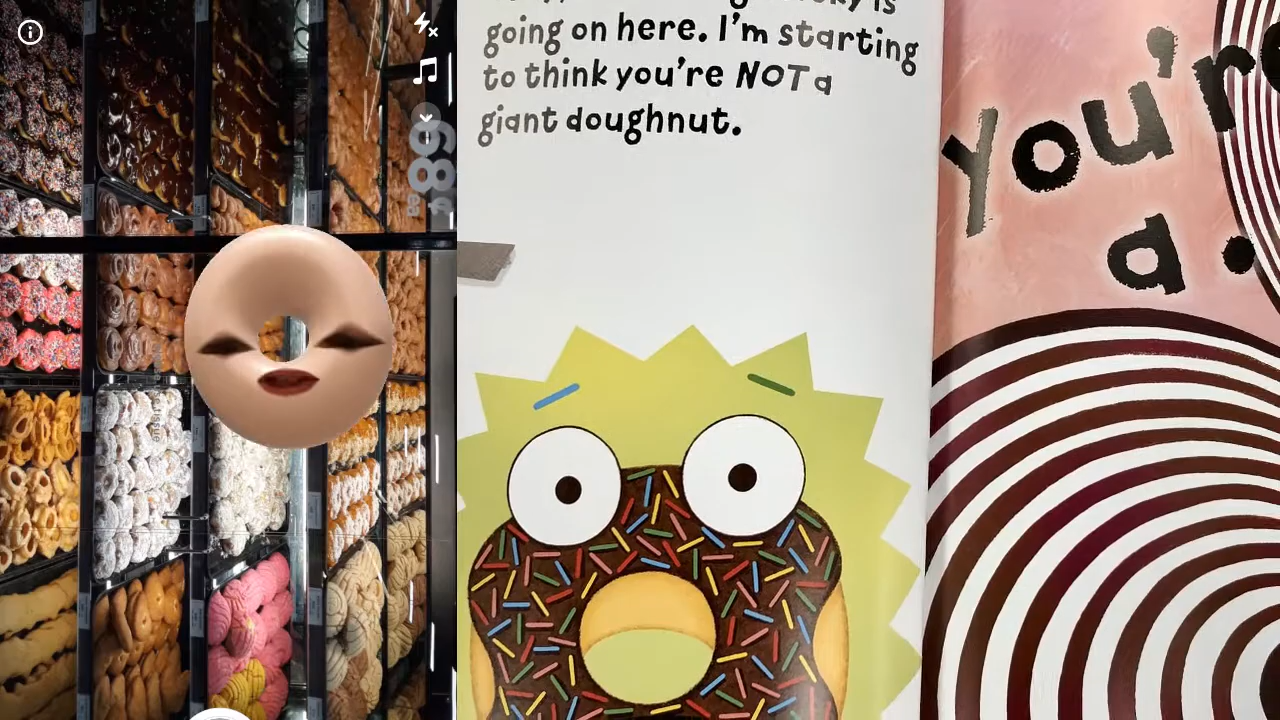 going on here. I'm starting
to think you're NOT a
giant doughnut.
you're
a.